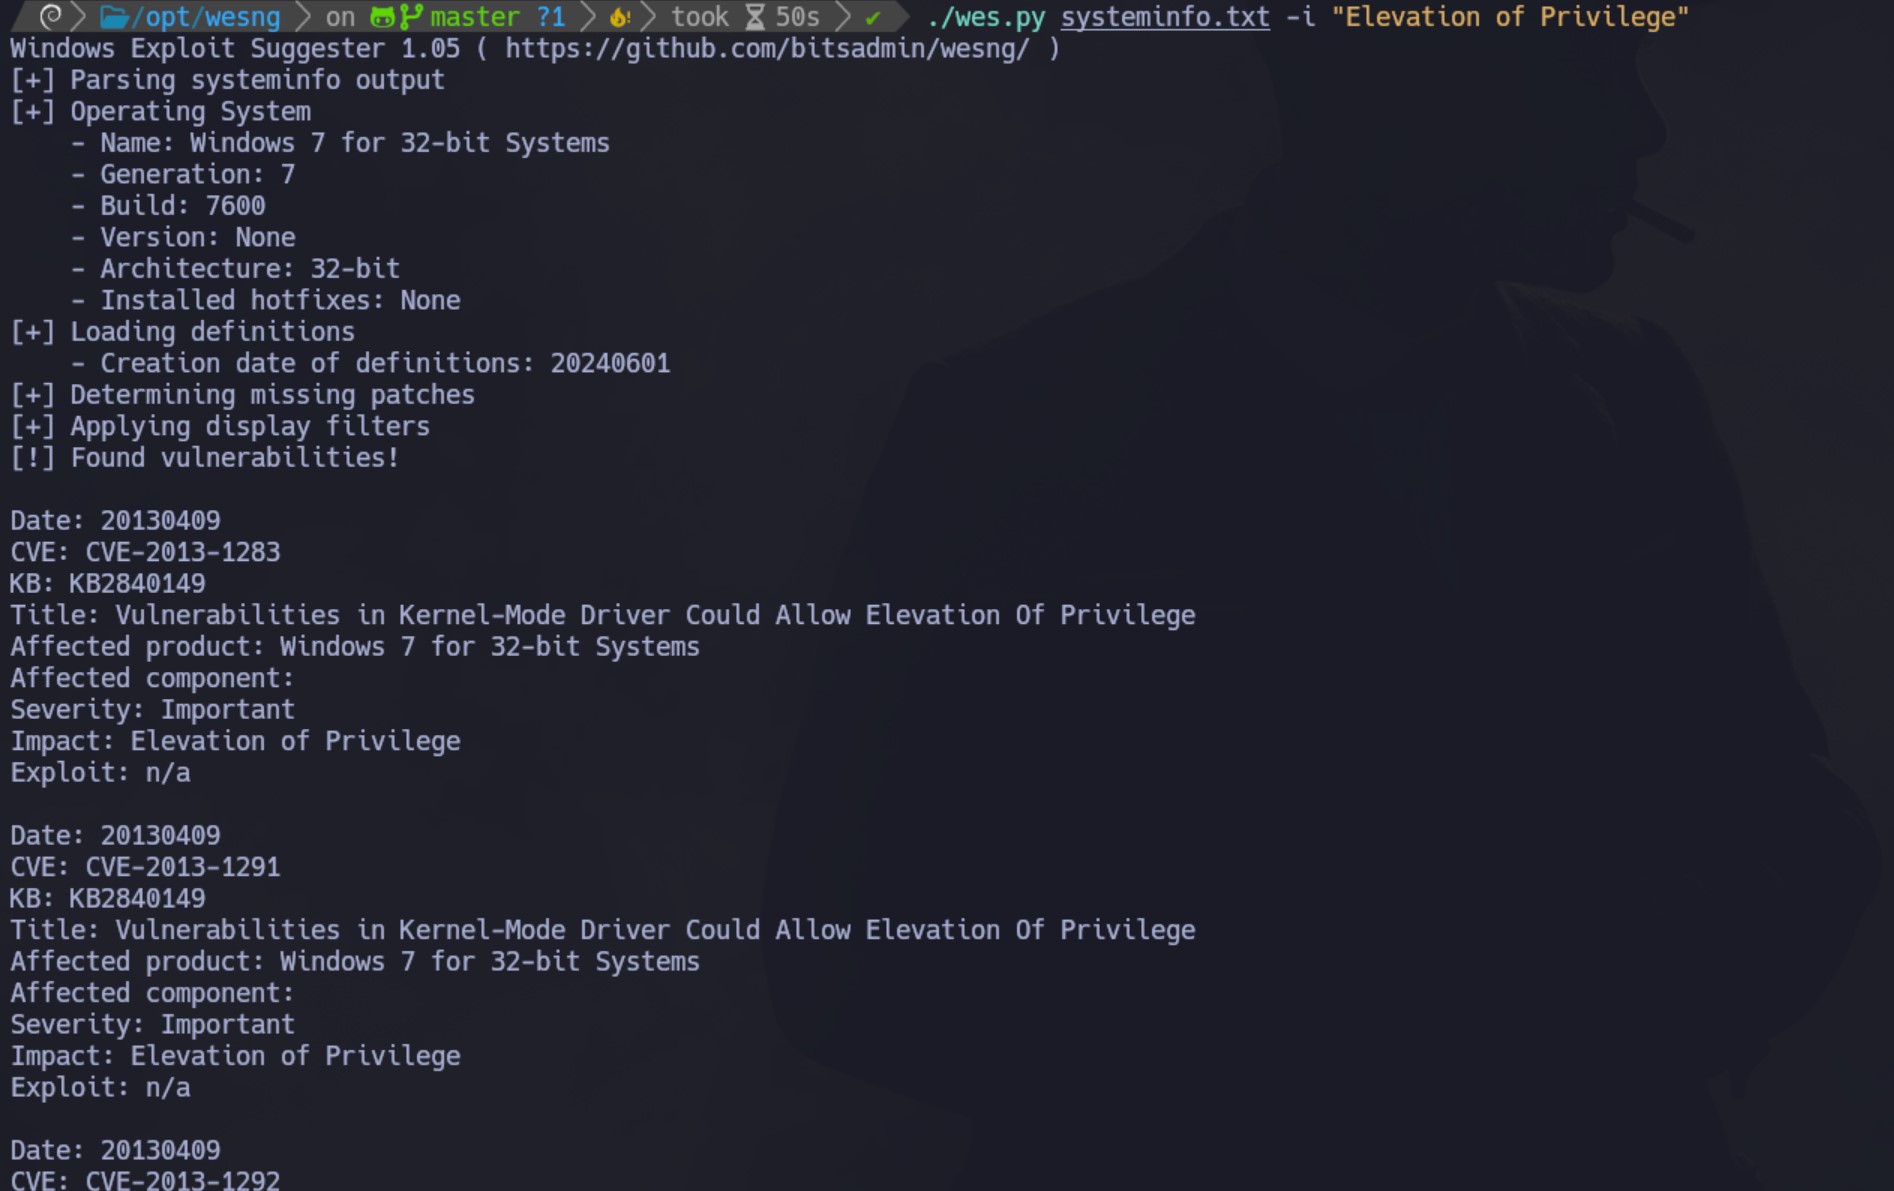 /opt/wesng on master ?1 took 50s ✔ ./wes.py systeminfo.txt -i "Elevation of Privilege"
Windows Exploit Suggester 1.05 ( https://github.com/bitsadmin/wesng/ )
[+] Parsing systeminfo output
[+] Operating System
    - Name: Windows 7 for 32-bit Systems
    - Generation: 7
    - Build: 7600
    - Version: None
    - Architecture: 32-bit
    - Installed hotfixes: None
[+] Loading definitions
    - Creation date of definitions: 20240601
[+] Determining missing patches
[+] Applying display filters
[!] Found vulnerabilities!

Date: 20130409
CVE: CVE-2013-1283
KB: KB2840149
Title: Vulnerabilities in Kernel-Mode Driver Could Allow Elevation Of Privilege
Affected product: Windows 7 for 32-bit Systems
Affected component:
Severity: Important
Impact: Elevation of Privilege
Exploit: n/a

Date: 20130409
CVE: CVE-2013-1291
KB: KB2840149
Title: Vulnerabilities in Kernel-Mode Driver Could Allow Elevation Of Privilege
Affected product: Windows 7 for 32-bit Systems
Affected component:
Severity: Important
Impact: Elevation of Privilege
Exploit: n/a

Date: 20130409
CVE: CVE-2013-1292